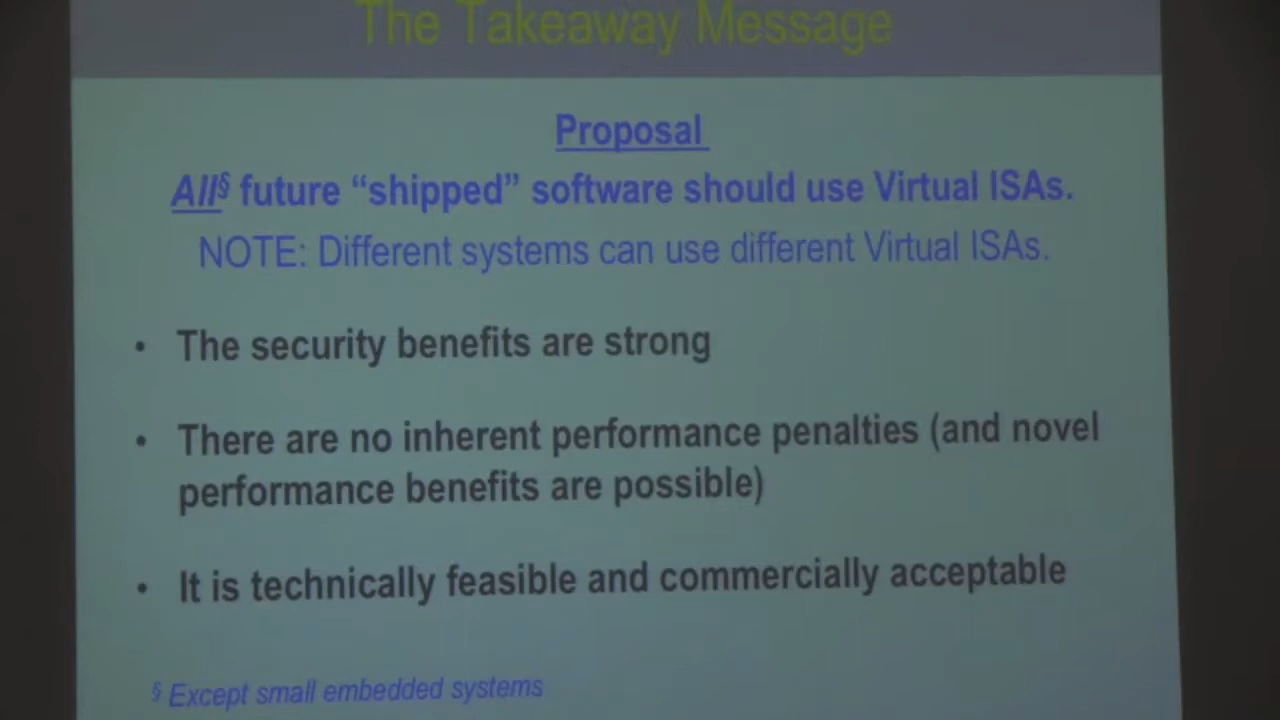 The Takeaway Message
Proposal
All§ future “shipped” software should use Virtual ISAs.
NOTE: Different systems can use different Virtual ISAs.
• The security benefits are strong
• There are no inherent performance penalties (and novel
performance benefits are possible)
• It is technically feasible and commercially acceptable
§ Except small embedded systems